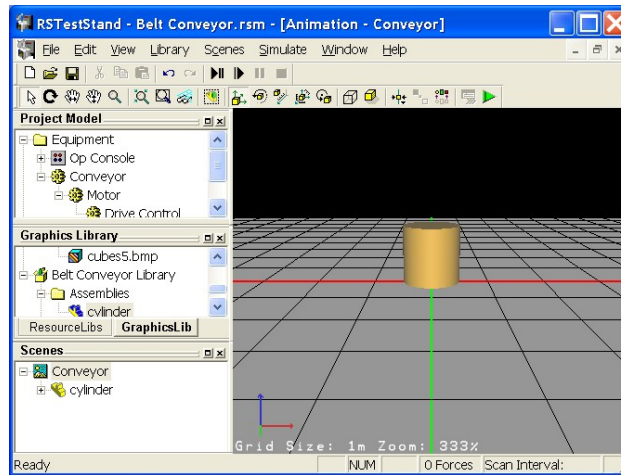 RSTestStand - Belt Conveyor.rsm - [Animation - Conveyor]
File Edit View Library Scenes Simulate Window Help
Project Model
Equipment
Op Console
Conveyor
Motor
Drive Control
Graphics Library
cubes5.bmp
Belt Conveyor Library
Assemblies
cylinder
ResourceLibs GraphicsLib
Scenes
Conveyor
cylinder
Grid Size: 1m Zoom: 333%
Ready NUM 0 Forces Scan Interval: